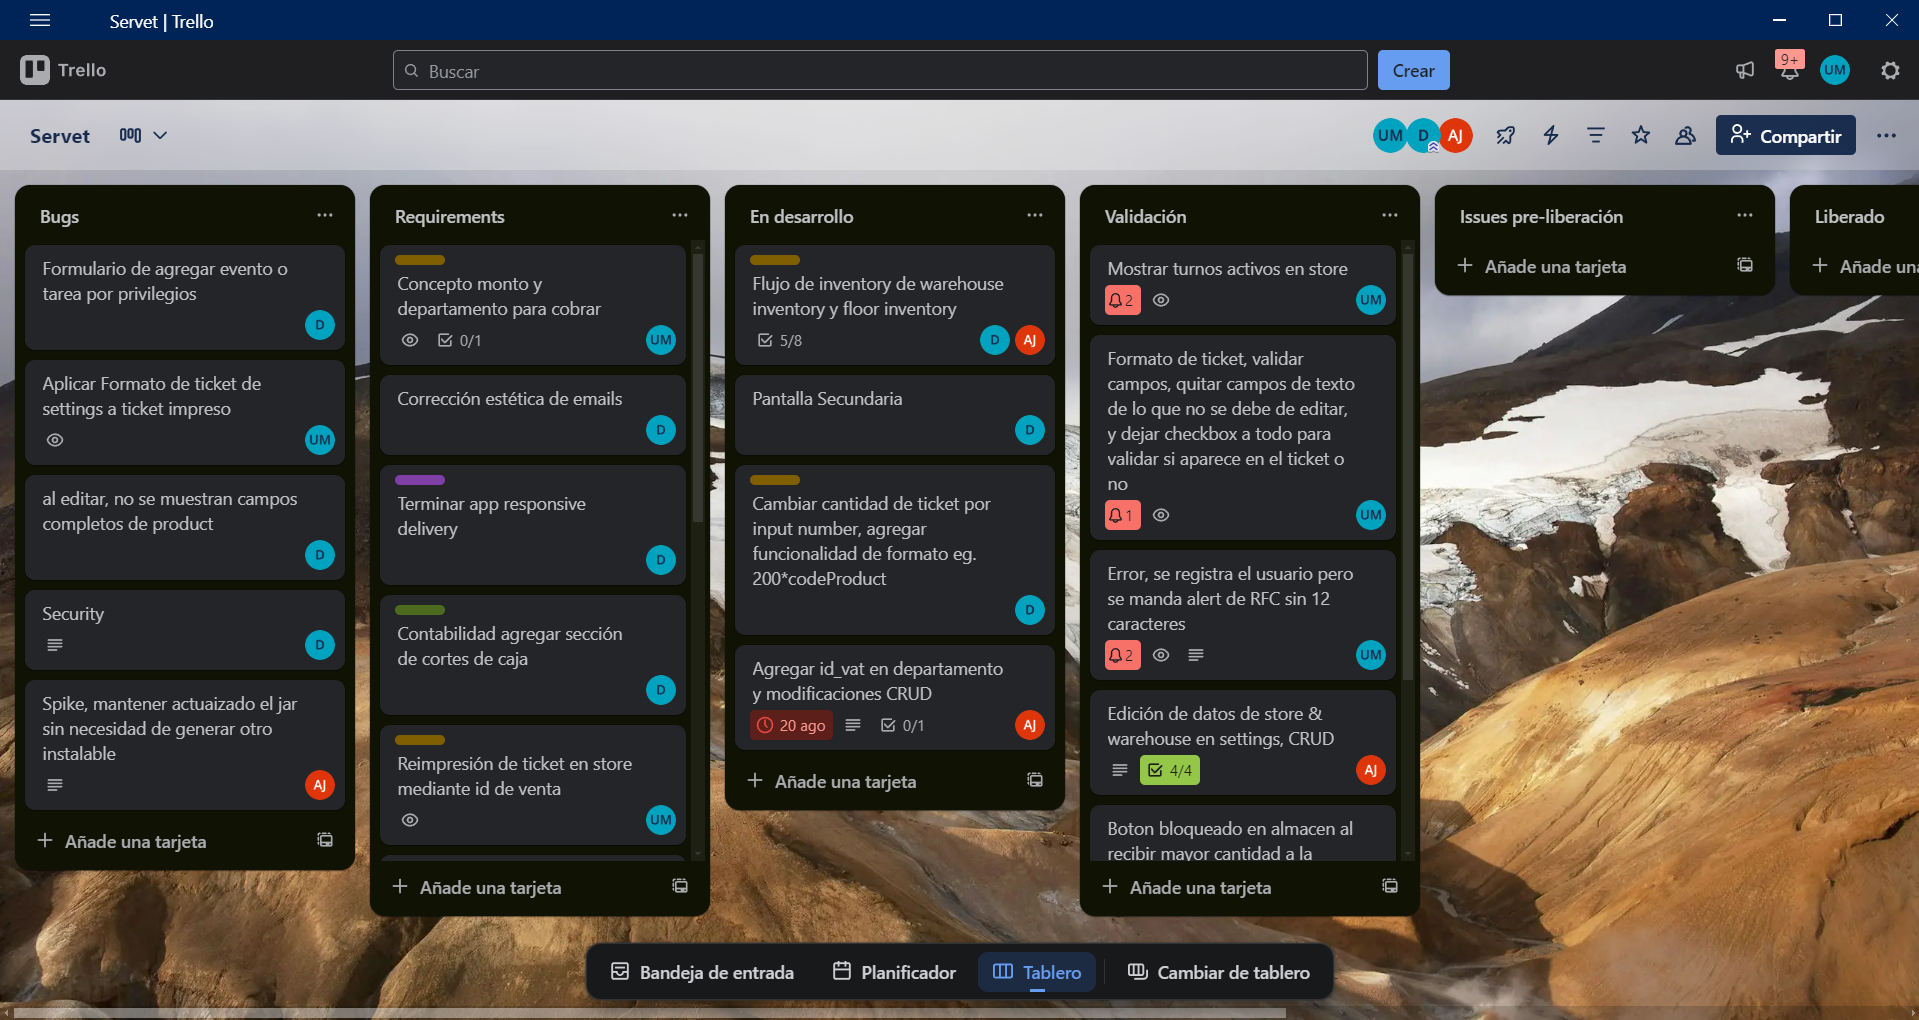 Servet | Trello
Trello
Buscar
Crear
9+
UM
Servet
UM
D
AJ
Compartir
Bugs
Formulario de agregar evento o
tarea por privilegios
D
Aplicar Formato de ticket de
settings a ticket impreso
UM
al editar, no se muestran campos
completos de product
D
Security
D
Spike, mantener actuaizado el jar
sin necesidad de generar otro
instalable
AJ
Añade una tarjeta
Requirements
Concepto monto y
departamento para cobrar
0/1
UM
Corrección estética de emails
D
Terminar app responsive
delivery
D
Contabilidad agregar sección
de cortes de caja
D
Reimpresión de ticket en store
mediante id de venta
UM
Añade una tarjeta
En desarrollo
Flujo de inventory de warehouse
inventory y floor inventory
5/8
D
AJ
Pantalla Secundaria
D
Cambiar cantidad de ticket por
input number, agregar
funcionalidad de formato eg.
200*codeProduct
D
Agregar id_vat en departamento
y modificaciones CRUD
20 ago
0/1
AJ
Añade una tarjeta
Validación
Mostrar turnos activos en store
2
UM
Formato de ticket, validar
campos, quitar campos de texto
de lo que no se debe de editar,
y dejar checkbox a todo para
validar si aparece en el ticket o
no
1
UM
Error, se registra el usuario pero
se manda alert de RFC sin 12
caracteres
2
UM
Edición de datos de store &
warehouse en settings, CRUD
4/4
AJ
Boton bloqueado en almacen al
recibir mayor cantidad a la
Añade una tarjeta
Issues pre-liberación
Añade una tarjeta
Liberado
Añade una
Bandeja de entrada
Planificador
Tablero
Cambiar de tablero